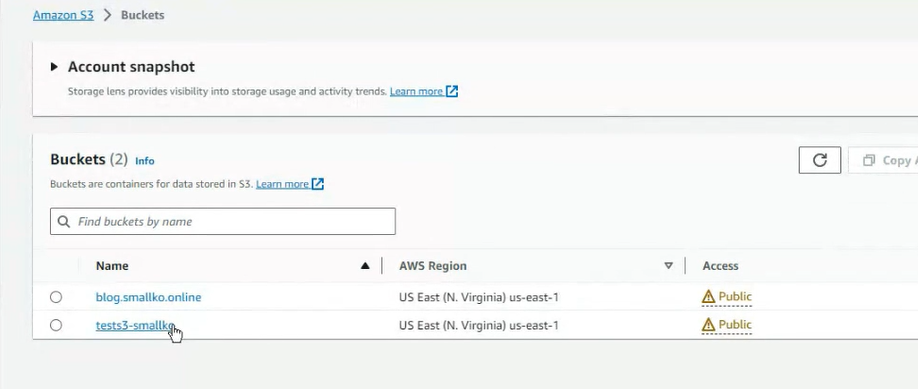 Amazon S3 > Buckets
Account snapshot
Storage lens provides visibility into storage usage and activity trends. Learn more
Buckets (2) Info
Copy A
Buckets are containers for data stored in S3. Learn more
Find buckets by name
Name AWS Region Access
blog.smallko.online US East (N. Virginia) us-east-1 Public
tests3-smallko US East (N. Virginia) us-east-1 Public